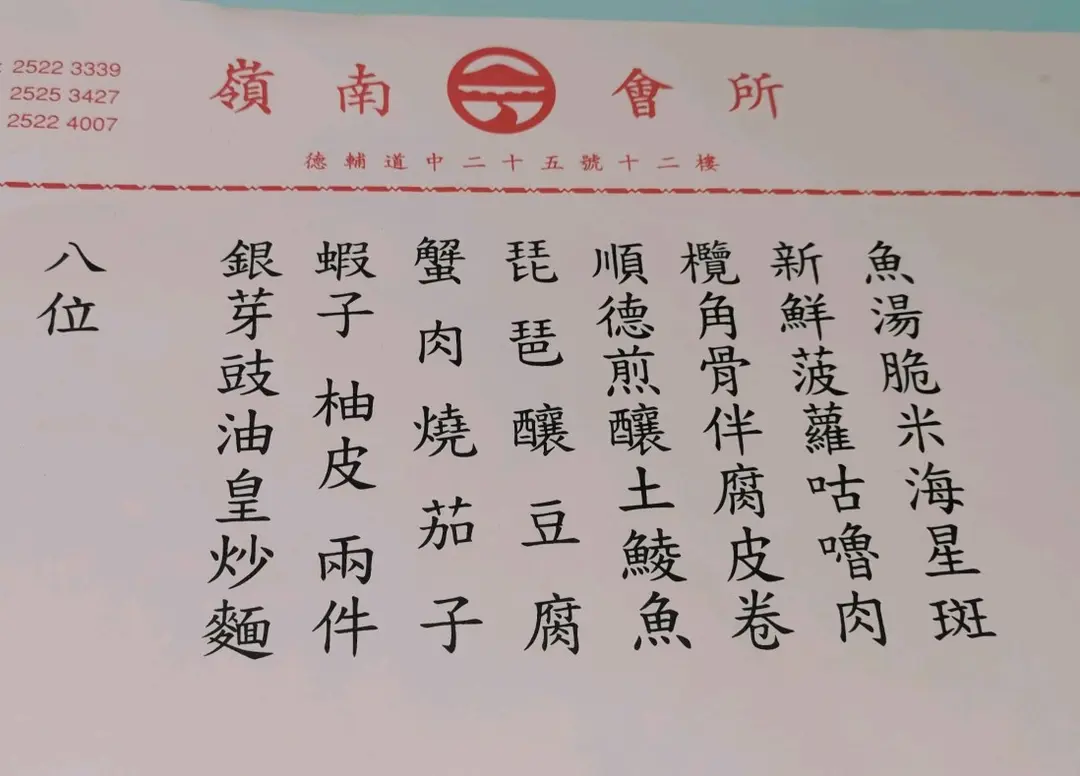 : 2522 3339
2525 3427
2522 4007
嶺南會所
德輔道中二十五號十二樓
魚湯脆米海星斑
新鮮菠蘿咕嚕肉
欖角骨伴腐皮卷
順德煎釀土鯪魚
琵琶釀豆腐
蟹肉燒茄子
蝦子柚皮兩件
銀芽豉油皇炒麵
八位